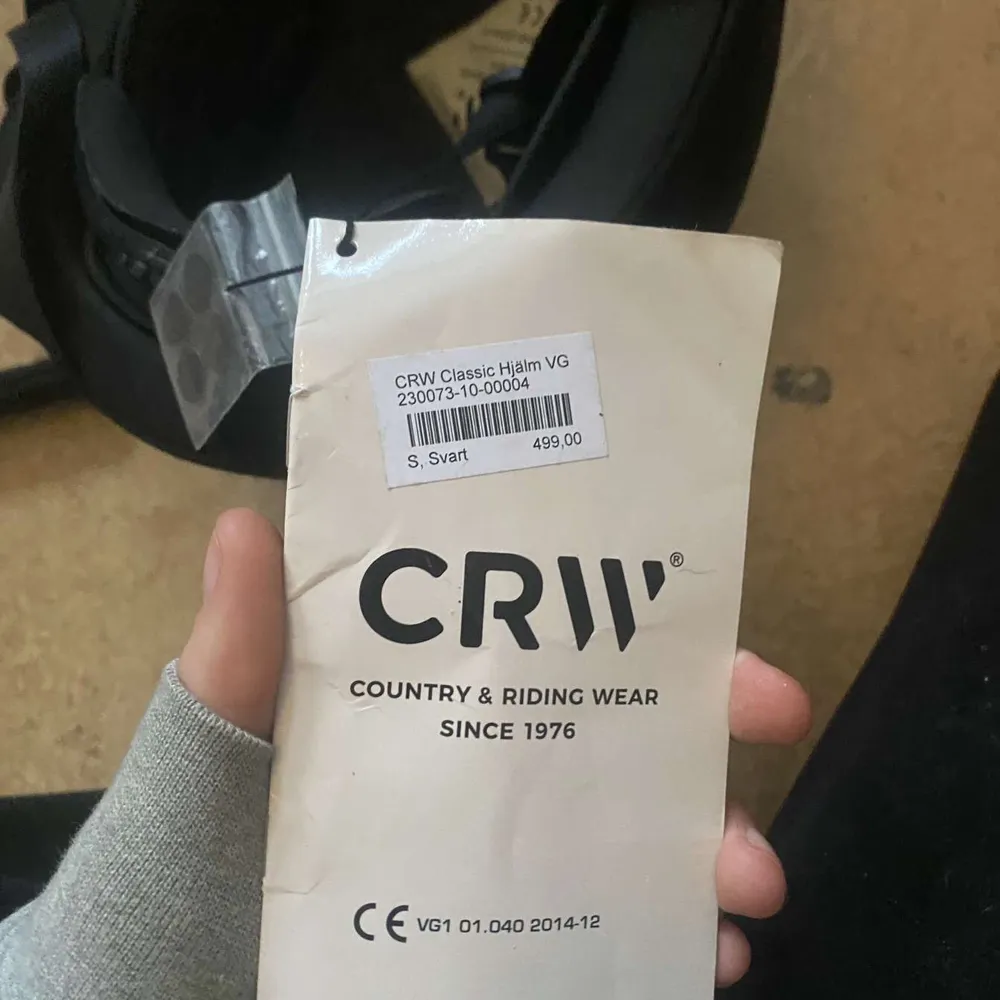 CRW Classic Hjälm VG
230073-10-00004
S, Svart 499,00
CRW®
COUNTRY & RIDING WEAR
SINCE 1976
CE VG1 01.040 2014-12